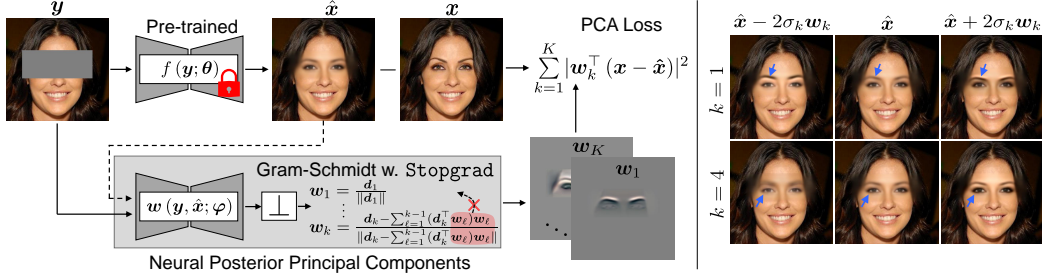 y
Pre-trained
f (y; θ)
x̂
−
x
PCA Loss
∑_{k=1}^{K} |w_k^⊤ (x − x̂)|²
Gram-Schmidt w. Stopgrad
w (y, x̂; φ)
⊥
w_1 = d_1 / ‖d_1‖
⋮
w_k = (d_k − ∑_{ℓ=1}^{k−1} (d_k^⊤ w_ℓ) w_ℓ) / ‖d_k − ∑_{ℓ=1}^{k−1} (d_k^⊤ w_ℓ) w_ℓ‖
w_K
w_1
Neural Posterior Principal Components
x̂ − 2σ_k w_k
x̂
x̂ + 2σ_k w_k
k = 1
k = 4